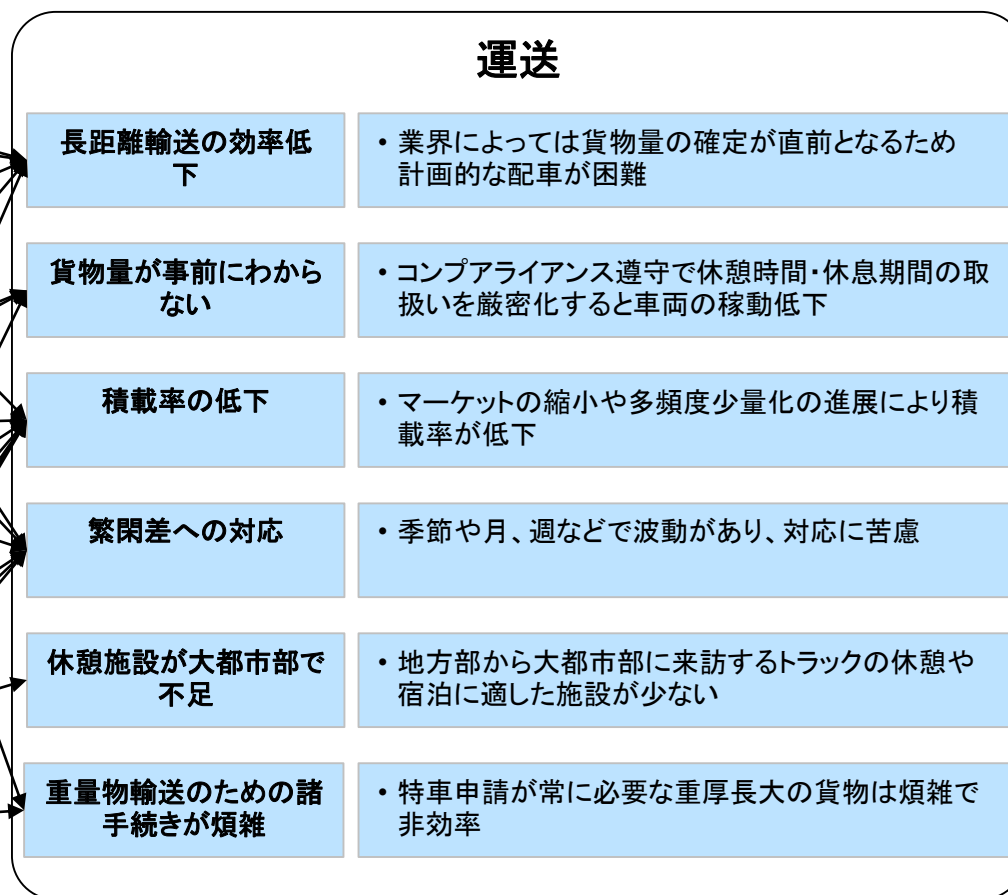 運送
長距離輸送の効率低
下
• 業界によっては貨物量の確定が直前となるため
計画的な配車が困難
貨物量が事前にわから
ない
• コンプアライアンス遵守で休憩時間・休息期間の取
扱いを厳密化すると車両の稼動低下
積載率の低下
• マーケットの縮小や多頻度少量化の進展により積
載率が低下
繁閑差への対応
• 季節や月、週などで波動があり、対応に苦慮
休憩施設が大都市部で
不足
• 地方部から大都市部に来訪するトラックの休憩や
宿泊に適した施設が少ない
重量物輸送のための諸
手続きが煩雑
• 特車申請が常に必要な重厚長大の貨物は煩雑で
非効率